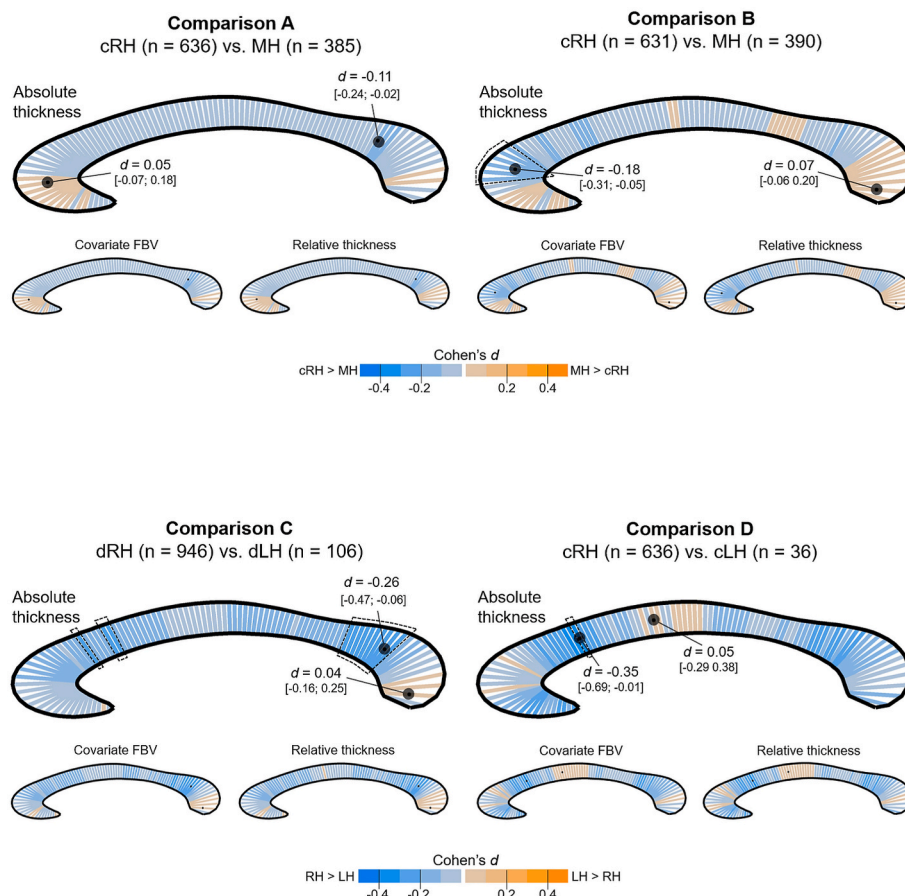 Comparison A
cRH (n = 636) vs. MH (n = 385)
Absolute
thickness
d = -0.11
[-0.24; -0.02]
d = 0.05
[-0.07; 0.18]
Covariate FBV
Relative thickness
Comparison B
cRH (n = 631) vs. MH (n = 390)
Absolute
thickness
d = -0.18
[-0.31; -0.05]
d = 0.07
[-0.06 0.20]
Covariate FBV
Relative thickness
Cohen's d
cRH > MH
MH > cRH
-0.4
-0.2
0.2
0.4
Comparison C
dRH (n = 946) vs. dLH (n = 106)
Absolute
thickness
d = -0.26
[-0.47; -0.06]
d = 0.04
[-0.16; 0.25]
Covariate FBV
Relative thickness
Comparison D
cRH (n = 636) vs. cLH (n = 36)
Absolute
thickness
d = 0.05
[-0.29 0.38]
d = -0.35
[-0.69; -0.01]
Covariate FBV
Relative thickness
Cohen's d
RH > LH
LH > RH
-0.4
-0.2
0.2
0.4